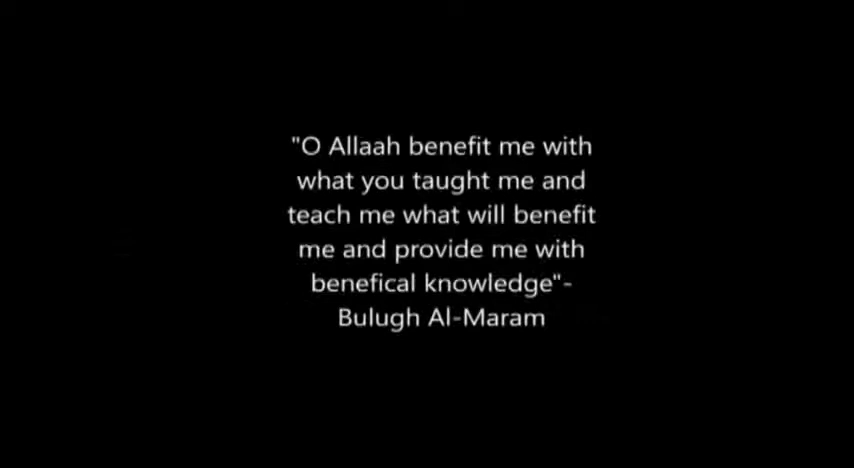 "O Allaah benefit me with
what you taught me and
teach me what will benefit
me and provide me with
benefical knowledge"-
Bulugh Al-Maram